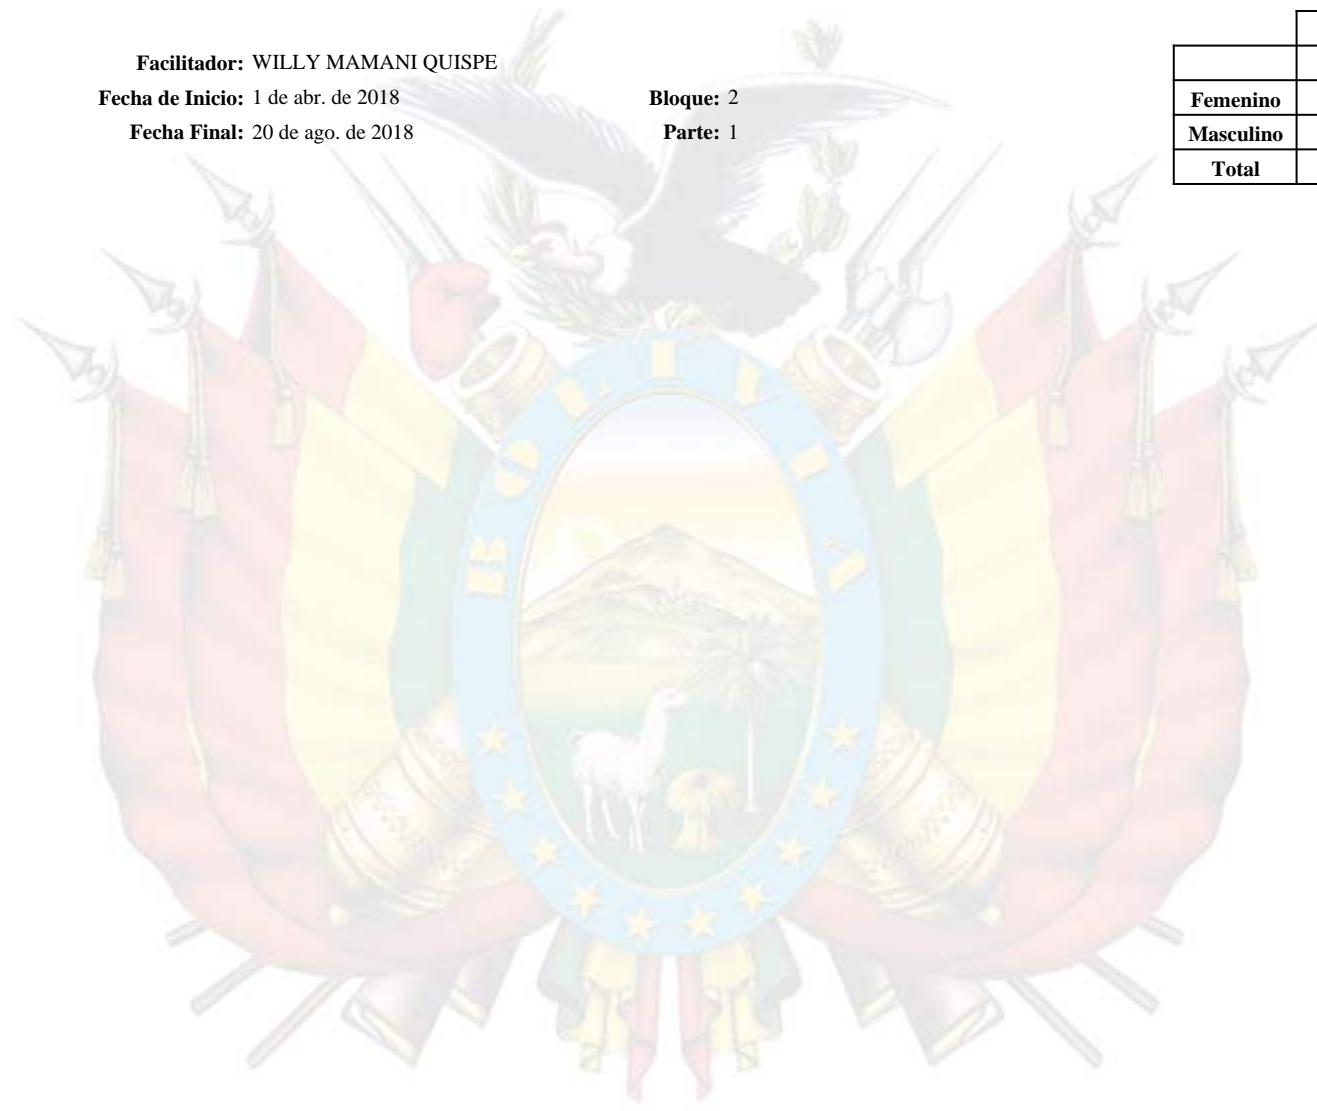 Facilitador: WILLY MAMANI QUISPE
Fecha de Inicio: 1 de abr. de 2018 Bloque: 2
Fecha Final: 20 de ago. de 2018 Parte: 1
Femenino
Masculino
Total
BOLIVIA